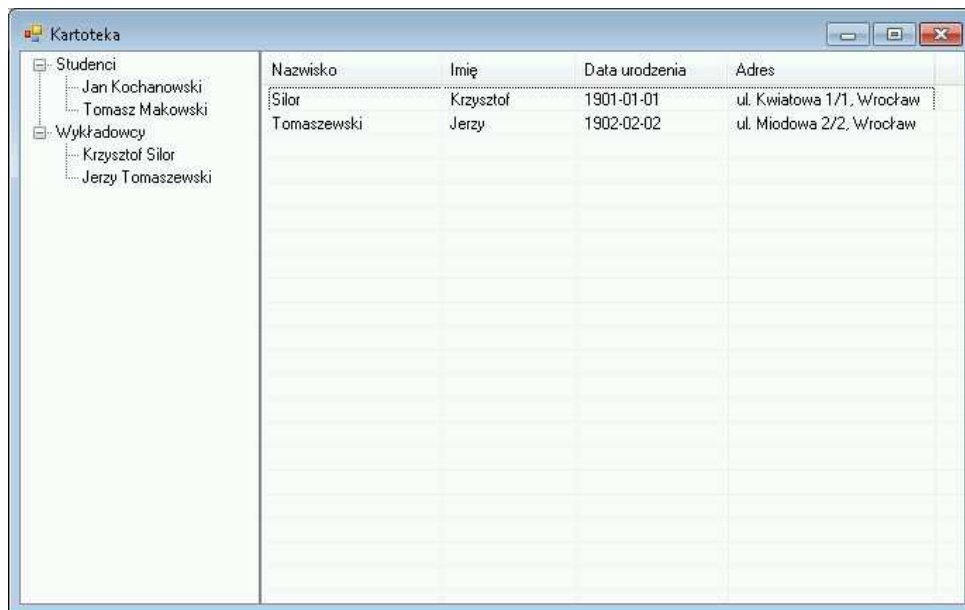 Kartoteka
Studenci
Jan Kochanowski
Tomasz Makowski
Wykładowcy
Krzysztof Silor
Jerzy Tomaszewski
Nazwisko Imię Data urodzenia Adres
Silor Krzysztof 1901-01-01 ul. Kwiatowa 1/1, Wrocław
Tomaszewski Jerzy 1902-02-02 ul. Miodowa 2/2, Wrocław